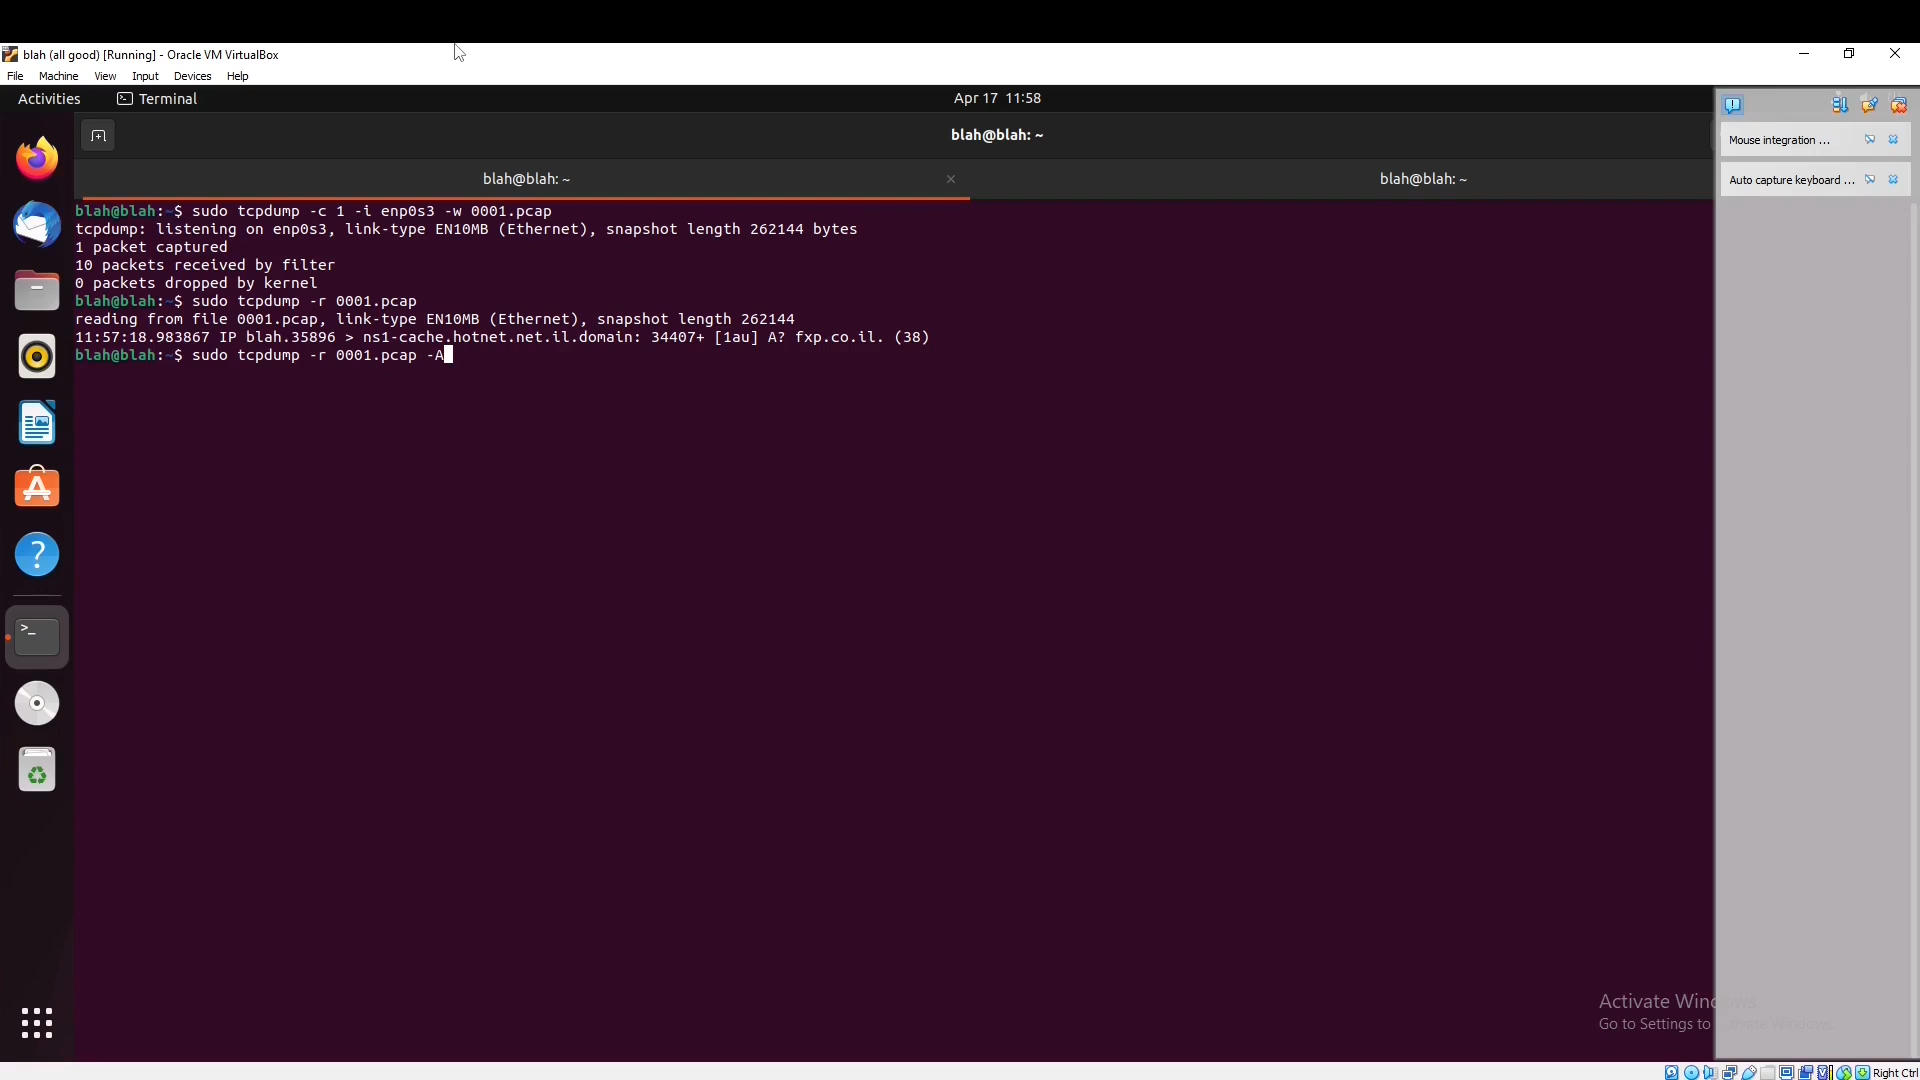 blah (all good) [Running] - Oracle VM VirtualBox
File Machine View Input Devices Help
Activities Terminal Apr 17 11:58
blah@blah: ~
blah@blah: ~ blah@blah: ~
Mouse integration ...
Auto capture keyboard ...
blah@blah:~$ sudo tcpdump -c 1 -i enp0s3 -w 0001.pcap
tcpdump: listening on enp0s3, link-type EN10MB (Ethernet), snapshot length 262144 bytes
1 packet captured
10 packets received by filter
0 packets dropped by kernel
blah@blah:~$ sudo tcpdump -r 0001.pcap
reading from file 0001.pcap, link-type EN10MB (Ethernet), snapshot length 262144
11:57:18.983867 IP blah.35896 > ns1-cache.hotnet.net.il.domain: 34407+ [1au] A? fxp.co.il. (38)
blah@blah:~$ sudo tcpdump -r 0001.pcap -A
Activate Windows
Go to Settings to activate Windows.
Right Ctrl